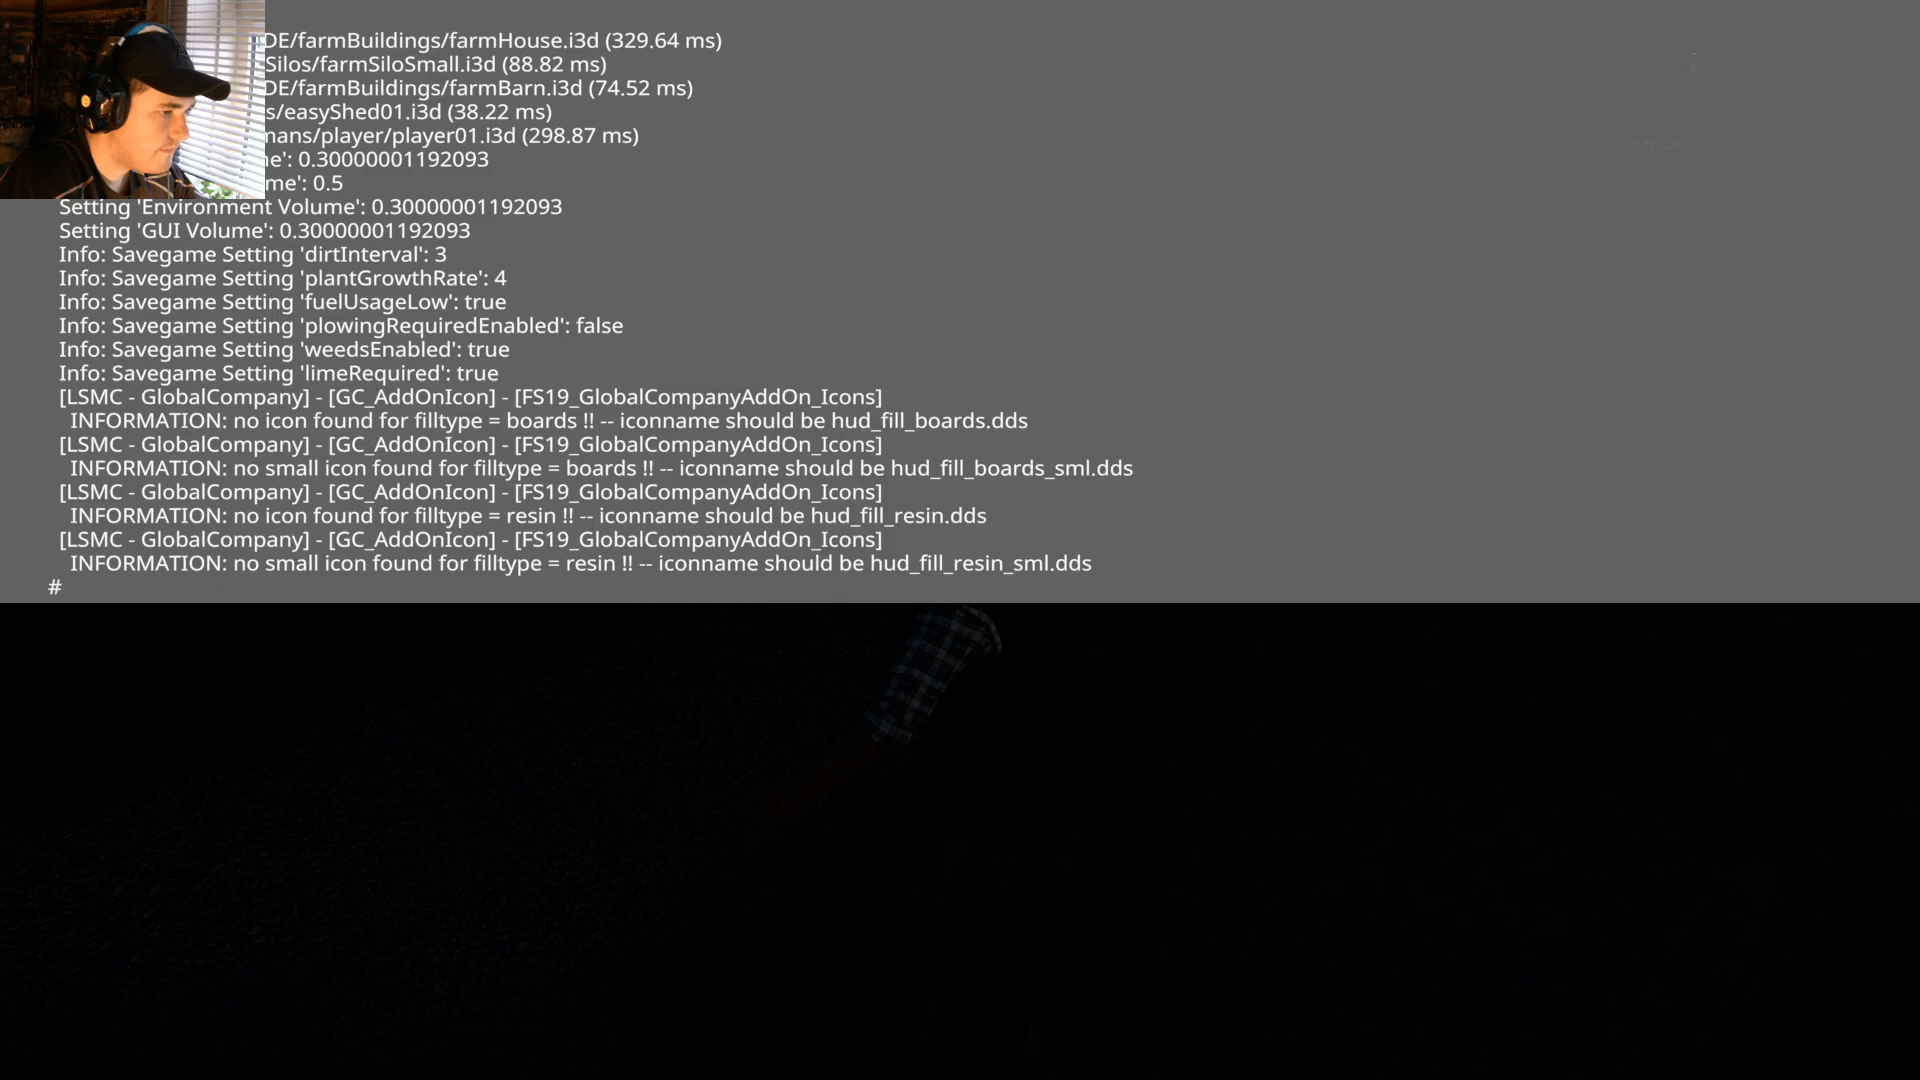 DE/farmBuildings/farmHouse.i3d (329.64 ms)
Silos/farmSiloSmall.i3d (88.82 ms)
DE/farmBuildings/farmBarn.i3d (74.52 ms)
s/easyShed01.i3d (38.22 ms)
mans/player/player01.i3d (298.87 ms)
ne': 0.30000001192093
me': 0.5
Setting 'Environment Volume': 0.30000001192093
Setting 'GUI Volume': 0.30000001192093
Info: Savegame Setting 'dirtInterval': 3
Info: Savegame Setting 'plantGrowthRate': 4
Info: Savegame Setting 'fuelUsageLow': true
Info: Savegame Setting 'plowingRequiredEnabled': false
Info: Savegame Setting 'weedsEnabled': true
Info: Savegame Setting 'limeRequired': true
[LSMC - GlobalCompany] - [GC_AddOnIcon] - [FS19_GlobalCompanyAddOn_Icons]
INFORMATION: no icon found for filltype = boards !! -- iconname should be hud_fill_boards.dds
[LSMC - GlobalCompany] - [GC_AddOnIcon] - [FS19_GlobalCompanyAddOn_Icons]
INFORMATION: no small icon found for filltype = boards !! -- iconname should be hud_fill_boards_sml.dds
[LSMC - GlobalCompany] - [GC_AddOnIcon] - [FS19_GlobalCompanyAddOn_Icons]
INFORMATION: no icon found for filltype = resin !! -- iconname should be hud_fill_resin.dds
[LSMC - GlobalCompany] - [GC_AddOnIcon] - [FS19_GlobalCompanyAddOn_Icons]
INFORMATION: no small icon found for filltype = resin !! -- iconname should be hud_fill_resin_sml.dds
#